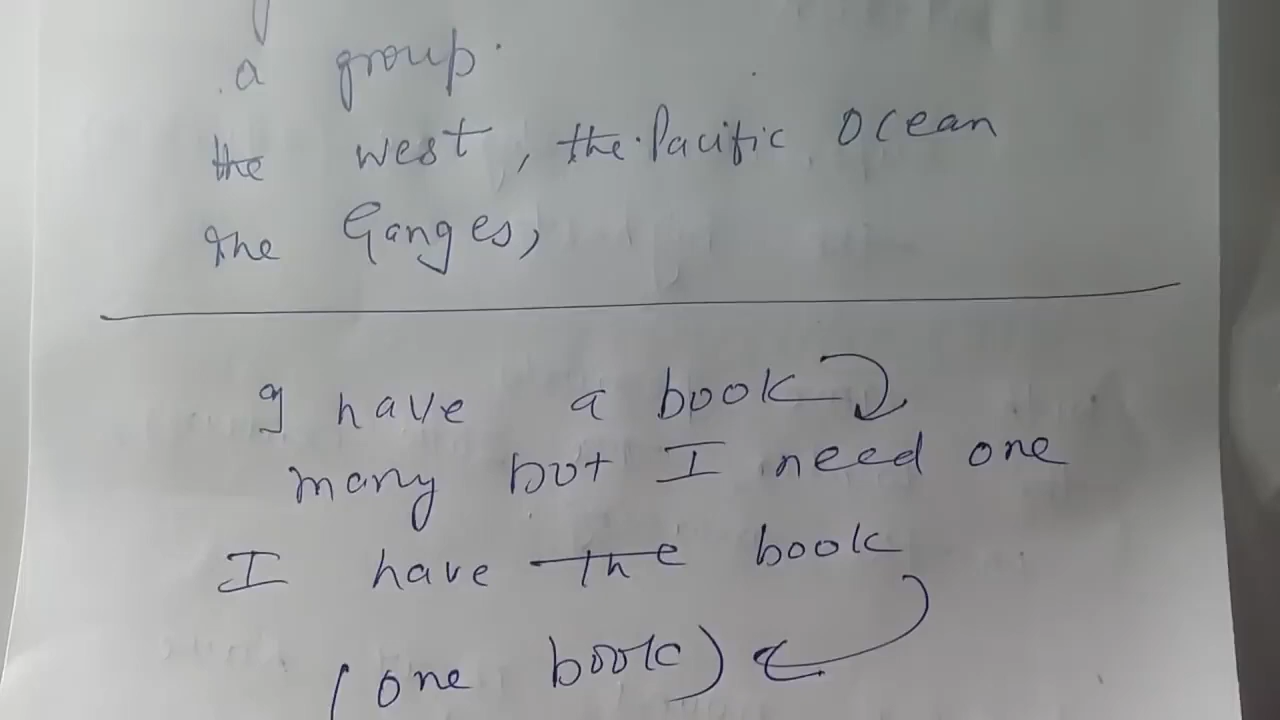 a group.
the west, the Pacific Ocean
The Ganges,
I have a book
many but I need one
I have the book
(one book)